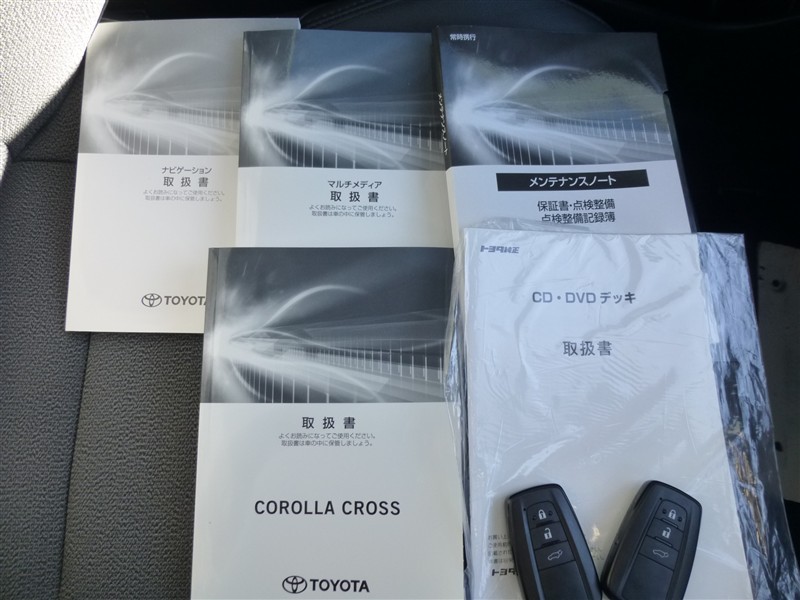 ナビゲーション
取扱書
よくお読みになってご使用ください。
取扱書は車の中に保管しましょう。
TOYOTA
マルチメディア
取扱書
よくお読みになってご使用ください。
取扱書は車の中に保管しましょう。
常時携行
メンテナンスノート
保証書・点検整備
点検整備記録簿
取扱書
よくお読みになってご使用ください。
取扱書は車の中に保管しましょう。
COROLLA CROSS
TOYOTA
トヨタ純正
CD・DVDデッキ
取扱書